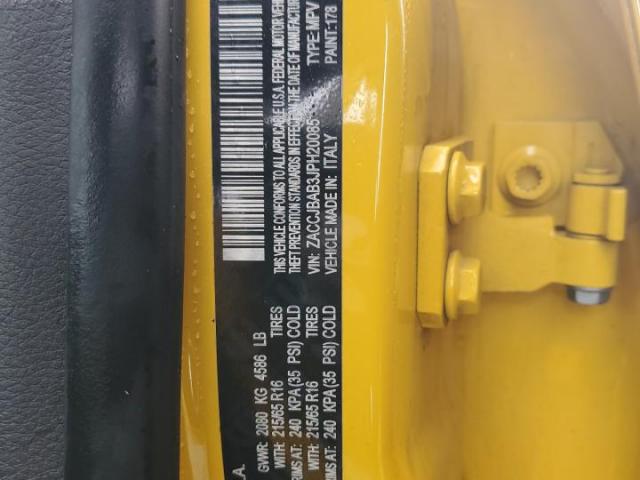 THIS VEHICLE CONFORMS TO ALL APPLICABLE U.S.A. FEDERAL MOTOR VEHIC
THEFT PREVENTION STANDARDS IN EFFECT ON THE DATE OF MANUFACTUR
VIN: ZACCJBAB3JPH20085 TYPE: MPV
VEHICLE MADE IN: ITALY PAINT: 178
.A.
GVWR: 2080 KG 4586 LB
WITH: 215/65 R16 TIRES
RIMS AT: 240 KPA (35 PSI) COLD
WITH: 215/65 R16 TIRES
RIMS AT: 240 KPA (35 PSI) COLD